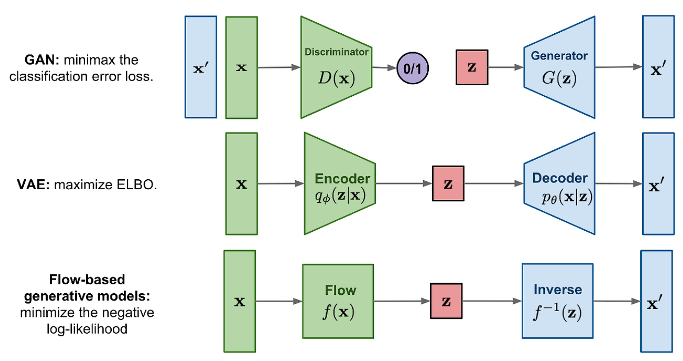 GAN: minimax the
classification error loss.
x′
x
Discriminator
D(x)
0/1
z
Generator
G(z)
x′
VAE: maximize ELBO.
x
Encoder
qϕ(z|x)
z
Decoder
pθ(x|z)
x′
Flow-based
generative models:
minimize the negative
log-likelihood
x
Flow
f(x)
z
Inverse
f⁻¹(z)
x′